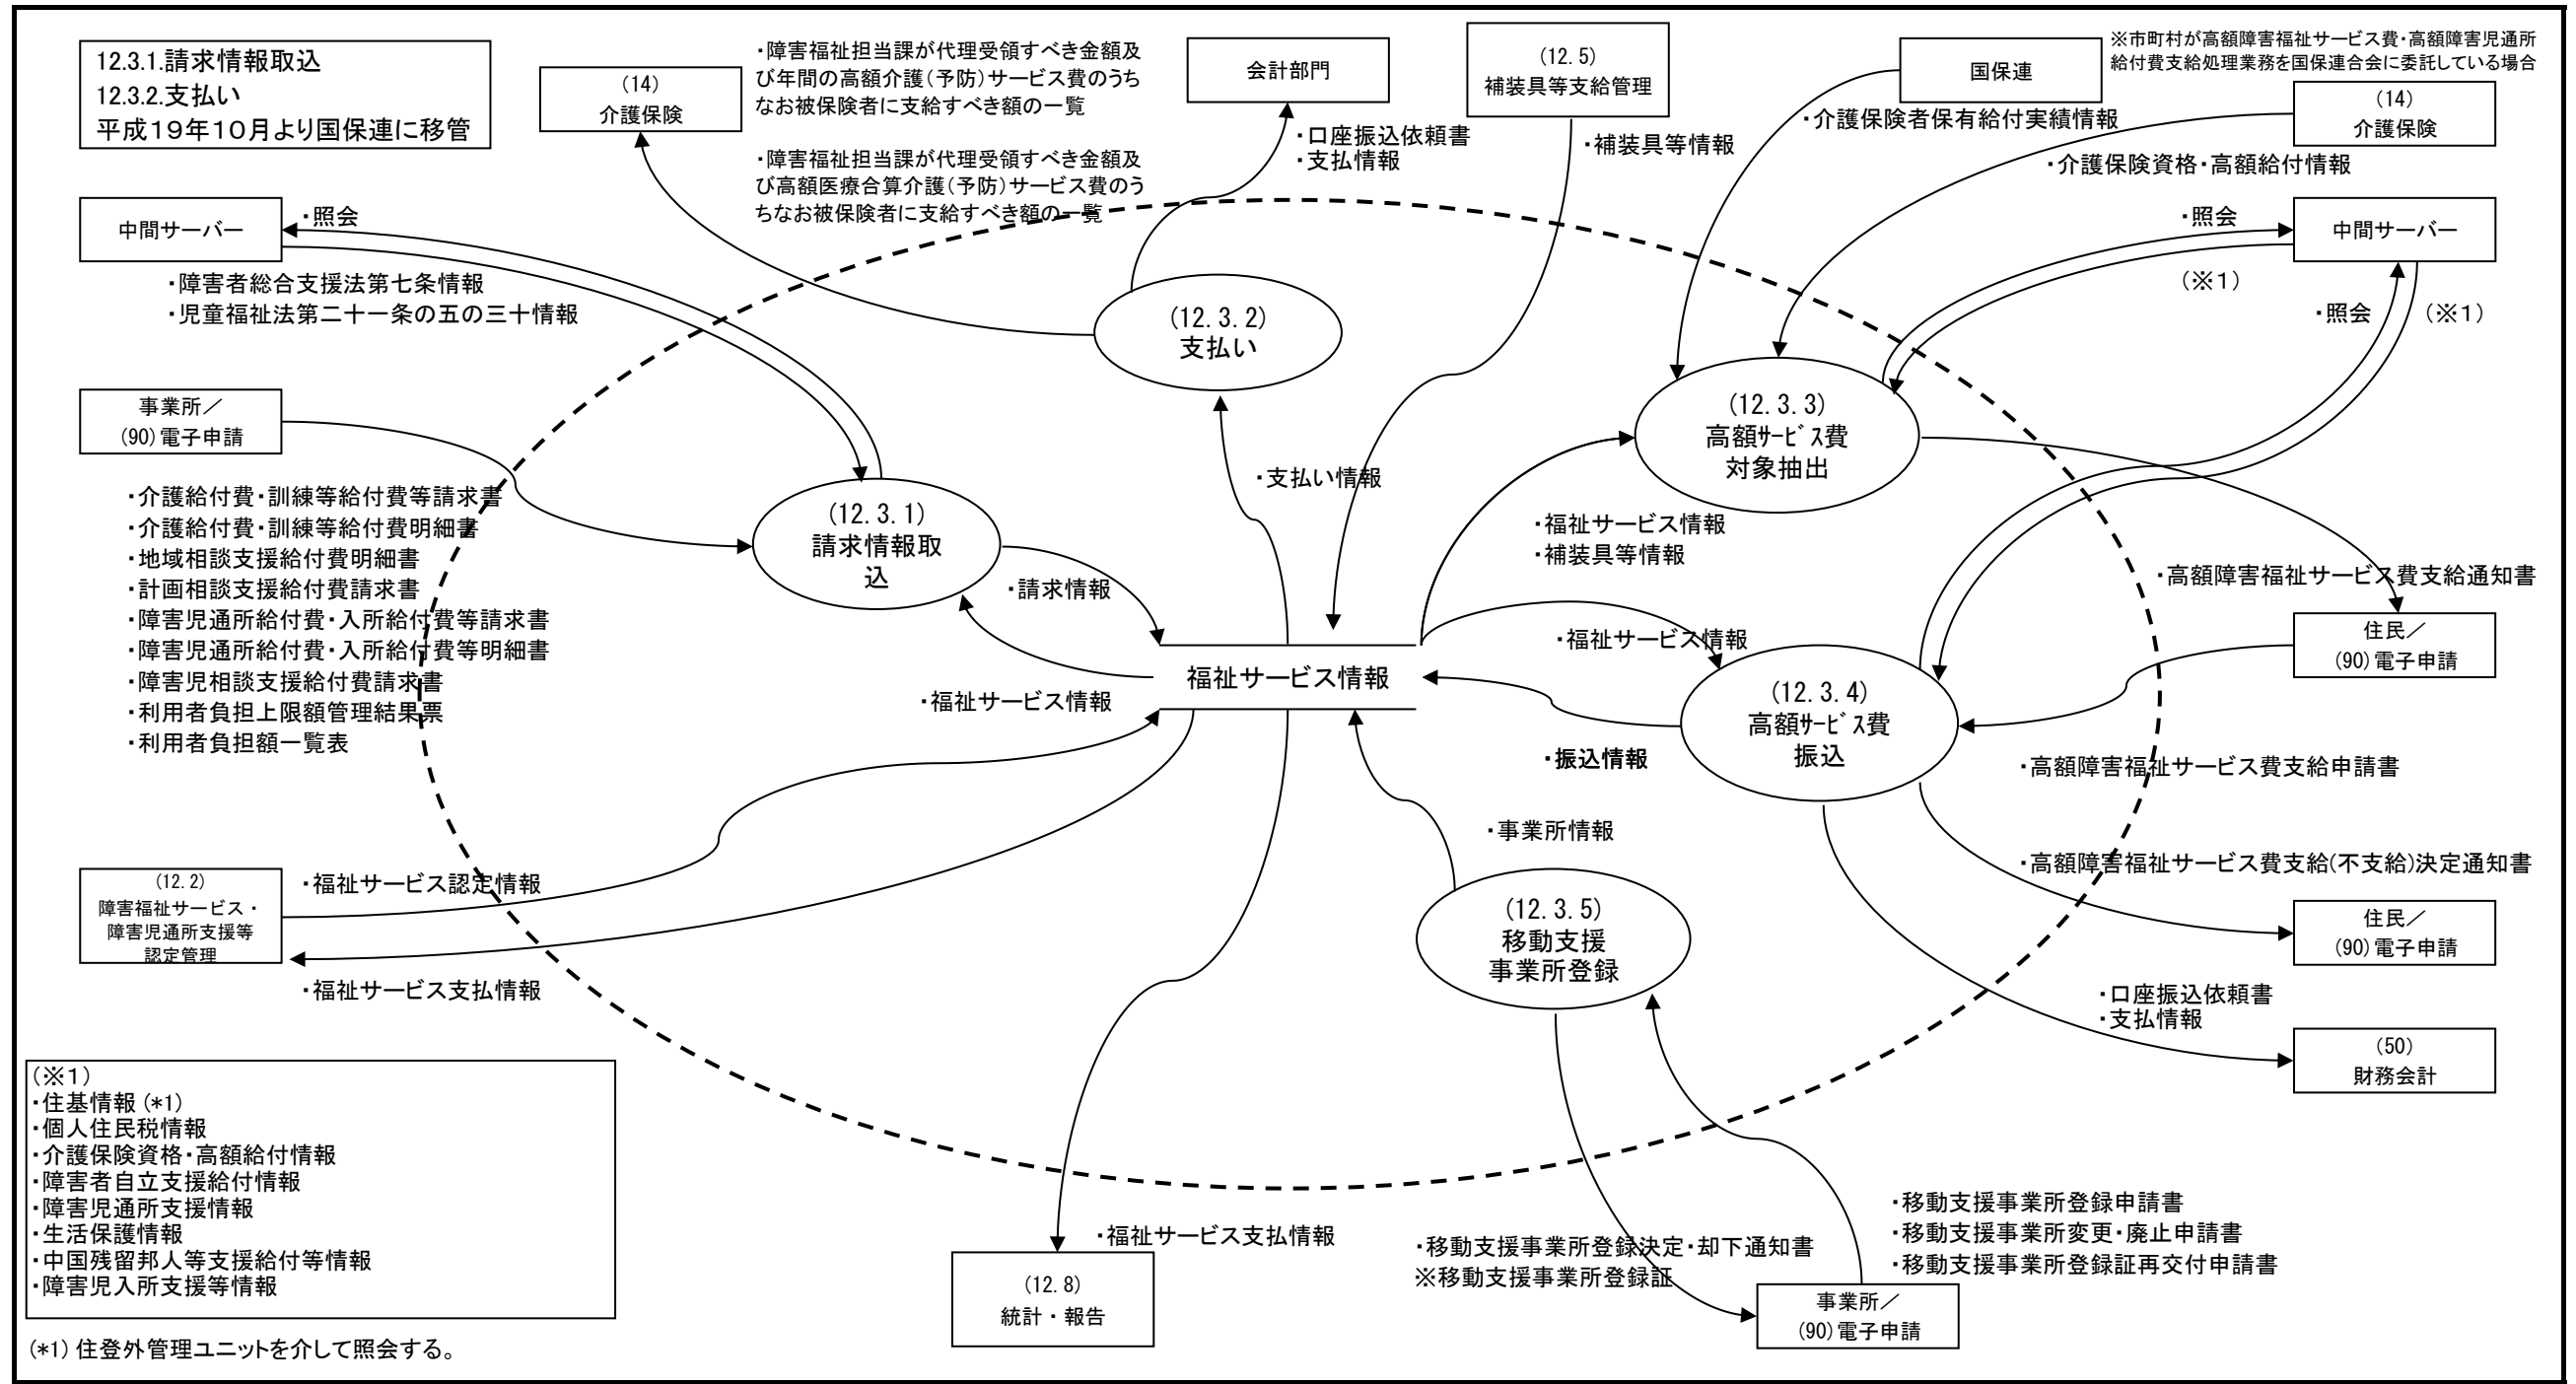 12.3.1.請求情報取込
12.3.2.支払い
平成19年10月より国保連に移管
(14)
介護保険
・障害福祉担当課が代理受領すべき金額及
び年間の高額介護(予防)サービス費のうち
なお被保険者に支給すべき額の一覧
・障害福祉担当課が代理受領すべき金額及
び高額医療合算介護(予防)サービス費のう
ちなお被保険者に支給すべき額の一覧
会計部門
・口座振込依頼書
・支払情報
(12.5)
補装具等支給管理
・補装具等情報
国保連
※市町村が高額障害福祉サービス費・高額障害児通所
給付費支給処理業務を国保連合会に委託している場合
・介護保険者保有給付実績情報
(14)
介護保険
・介護保険資格・高額給付情報
中間サーバー
・照会
・障害者総合支援法第七条情報
・児童福祉法第二十一条の五の三十情報
・照会
中間サーバー
(※1)
・照会
(※1)
(12.3.2)
支払い
事業所／
(90)電子申請
(12.3.3)
高額ｻｰﾋﾞｽ費
対象抽出
・支払い情報
・介護給付費・訓練等給付費等請求書
・介護給付費・訓練等給付費明細書
・地域相談支援給付費明細書
・計画相談支援給付費請求書
・障害児通所給付費・入所給付費等請求書
・障害児通所給付費・入所給付費等明細書
・障害児相談支援給付費請求書
・利用者負担上限額管理結果票
・利用者負担額一覧表
(12.3.1)
請求情報取
込
・請求情報
・福祉サービス情報
・補装具等情報
・高額障害福祉サービス費支給通知書
・福祉サービス情報
住民／
(90)電子申請
福祉サービス情報
・福祉サービス情報
(12.3.4)
高額ｻｰﾋﾞｽ費
振込
・振込情報
・高額障害福祉サービス費支給申請書
・事業所情報
・高額障害福祉サービス費支給(不支給)決定通知書
(12.2)
障害福祉サービス・
障害児通所支援等
認定管理
・福祉サービス認定情報
・福祉サービス支払情報
(12.3.5)
移動支援
事業所登録
住民／
(90)電子申請
・口座振込依頼書
・支払情報
(50)
財務会計
(※1)
・住基情報(*1)
・個人住民税情報
・介護保険資格・高額給付情報
・障害者自立支援給付情報
・障害児通所支援情報
・生活保護情報
・中国残留邦人等支援給付等情報
・障害児入所支援等情報
(*1)住登外管理ユニットを介して照会する。
・福祉サービス支払情報
(12.8)
統計・報告
・移動支援事業所登録決定・却下通知書
※移動支援事業所登録証
・移動支援事業所登録申請書
・移動支援事業所変更・廃止申請書
・移動支援事業所登録証再交付申請書
事業所／
(90)電子申請